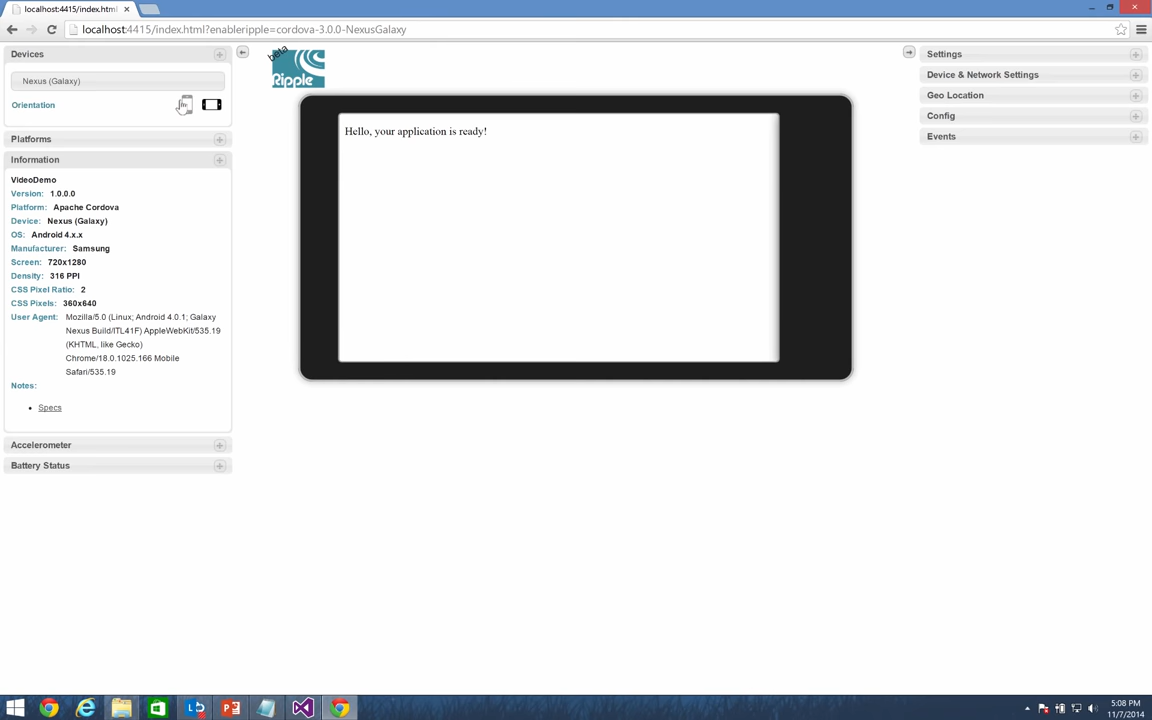 localhost:4415/index.html
localhost:4415/index.html?enableripple=cordova-3.0.0-NexusGalaxy
Devices
Nexus (Galaxy)
Orientation
Platforms
Information
VideoDemo
Version: 1.0.0.0
Platform: Apache Cordova
Device: Nexus (Galaxy)
OS: Android 4.x.x
Manufacturer: Samsung
Screen: 720x1280
Density: 316 PPI
CSS Pixel Ratio: 2
CSS Pixels: 360x640
User Agent: Mozilla/5.0 (Linux; Android 4.0.1; Galaxy
Nexus Build/ITL41F) AppleWebKit/535.19
(KHTML, like Gecko)
Chrome/18.0.1025.166 Mobile
Safari/535.19
Notes:
• Specs
Accelerometer
Battery Status
beta
Ripple
Hello, your application is ready!
Settings
Device & Network Settings
Geo Location
Config
Events
5:08 PM
11/7/2014